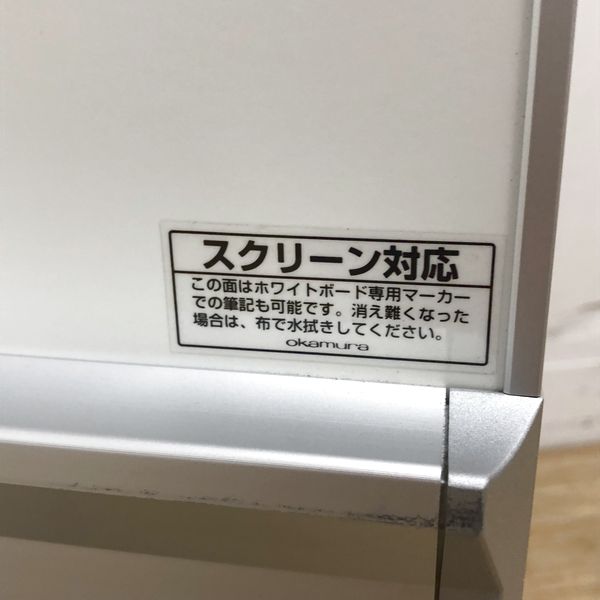 スクリーン対応
この面はホワイトボード専用マーカー
での筆記も可能です。消え難くなった
場合は、布で水拭きしてください。
okamura